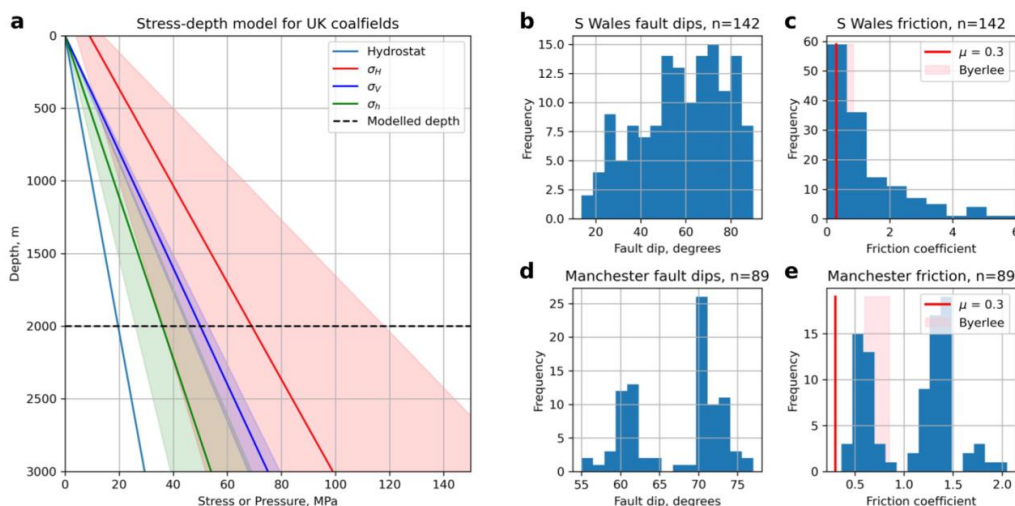 a
Stress-depth model for UK coalfields
Hydrostat
σH
σV
σh
Modelled depth
0
500
1000
1500
2000
2500
3000
Depth, m
0 20 40 60 80 100 120 140
Stress or Pressure, MPa
b
S Wales fault dips, n=142
15.0
12.5
10.0
7.5
5.0
2.5
0.0
Frequency
20 40 60 80
Fault dip, degrees
c
S Wales friction, n=142
μ = 0.3
Byerlee
60
50
40
30
20
10
0
Frequency
0 2 4 6
Friction coefficient
d
Manchester fault dips, n=89
25
20
15
10
5
0
Frequency
55 60 65 70 75
Fault dip, degrees
e
Manchester friction, n=89
μ = 0.3
Byerlee
15
10
5
0
Frequency
0.5 1.0 1.5 2.0
Friction coefficient